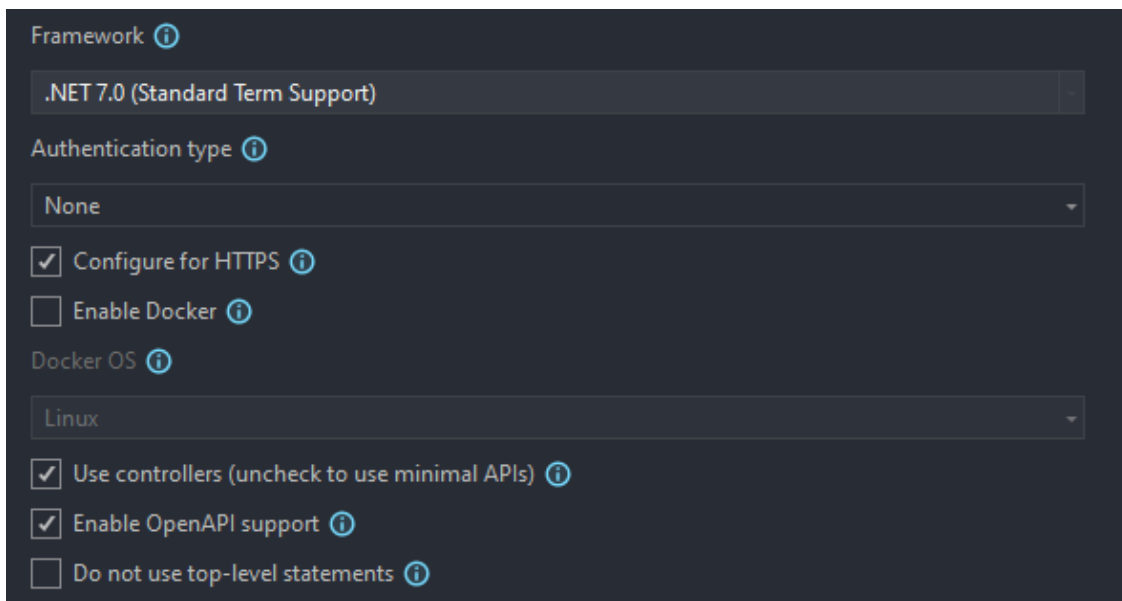 Framework
.NET 7.0 (Standard Term Support)
Authentication type
None
Configure for HTTPS
Enable Docker
Docker OS
Linux
Use controllers (uncheck to use minimal APIs)
Enable OpenAPI support
Do not use top-level statements